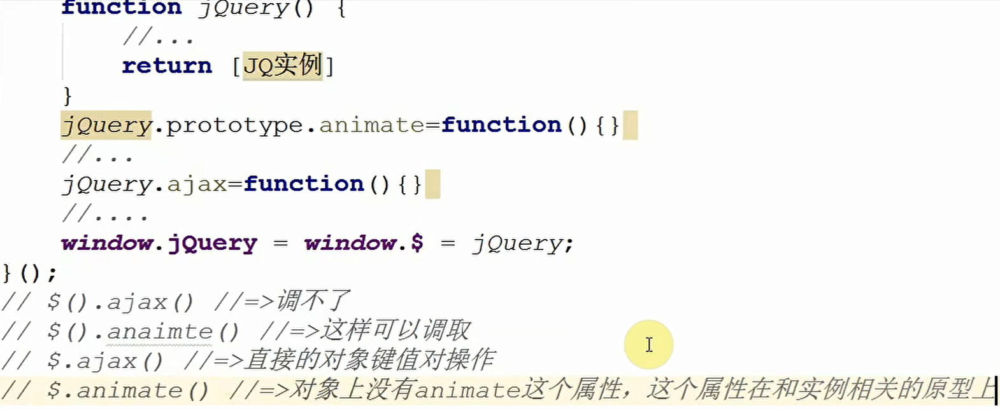 function jQuery() {
//...
return [JQ实例]
}
jQuery.prototype.animate=function(){}
//...
jQuery.ajax=function(){}
//....
window.jQuery = window.$ = jQuery;
}();
// $().ajax() //=>调不了
// $().anaimte() //=>这样可以调取
// $.ajax() //=>直接的对象键值对操作
// $.animate() //=>对象上没有animate这个属性，这个属性在和实例相关的原型上